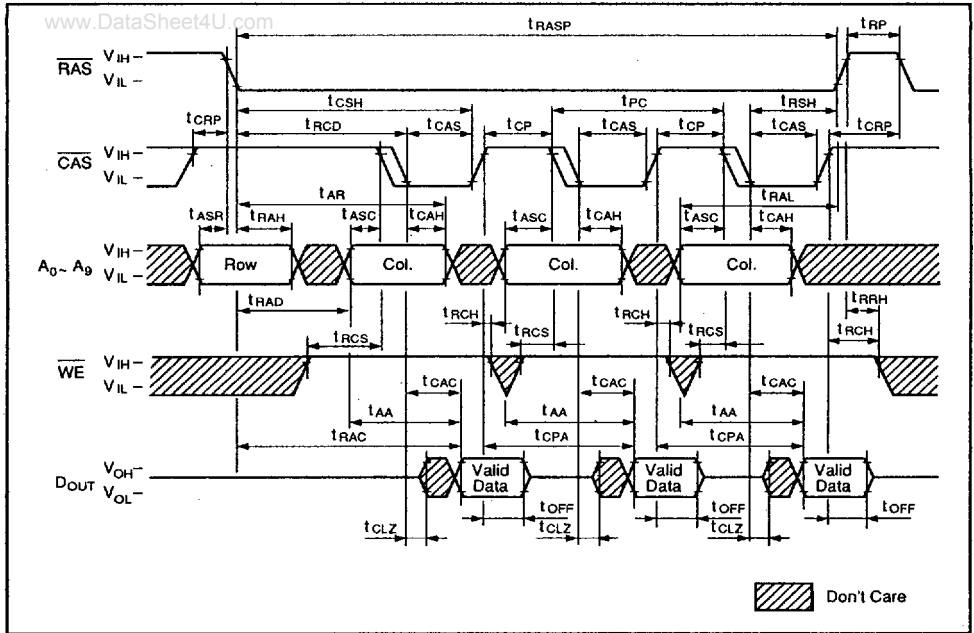 www.DataSheet4U.com
tRASP
tRP
RAS
VIH
VIL
tCSH
tPC
tRSH
tCRP
tRCD
tCAS
tCP
tCAS
tCP
tCAS
tCRP
CAS
VIH
VIL
tAR
tRAL
tASR
tRAH
tASC
tCAH
tASC
tCAH
tASC
tCAH
A0~ A9
VIH
VIL
Row
Col.
Col.
Col.
tRAD
tRCH
tRCH
tRRH
tRCS
tRCS
tRCS
tRCH
WE
VIH
VIL
tCAC
tCAC
tCAC
tAA
tAA
tAA
tRAC
tCPA
tCPA
DOUT
VOH
VOL
Valid Data
Valid Data
Valid Data
tOFF
tOFF
tOFF
tCLZ
tCLZ
tCLZ
Don't Care